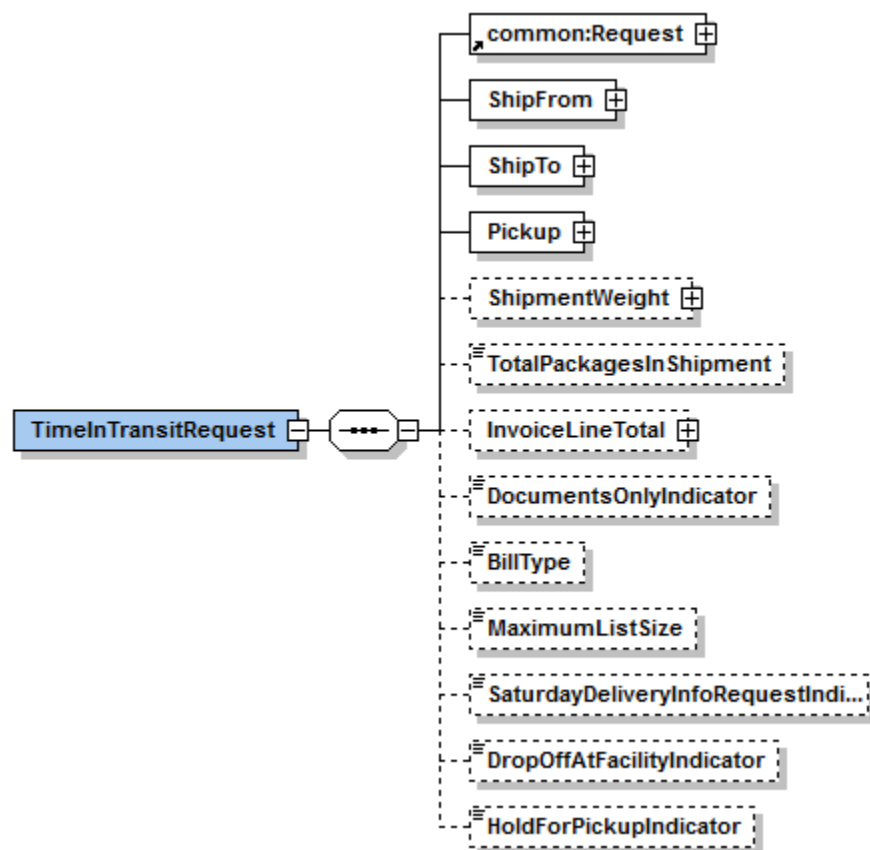 common:Request
ShipFrom
ShipTo
Pickup
ShipmentWeight
TotalPackagesInShipment
TimeInTransitRequest
InvoiceLineTotal
DocumentsOnlyIndicator
BillType
MaximumListSize
SaturdayDeliveryInfoRequestIndi...
DropOffAtFacilityIndicator
HoldForPickupIndicator